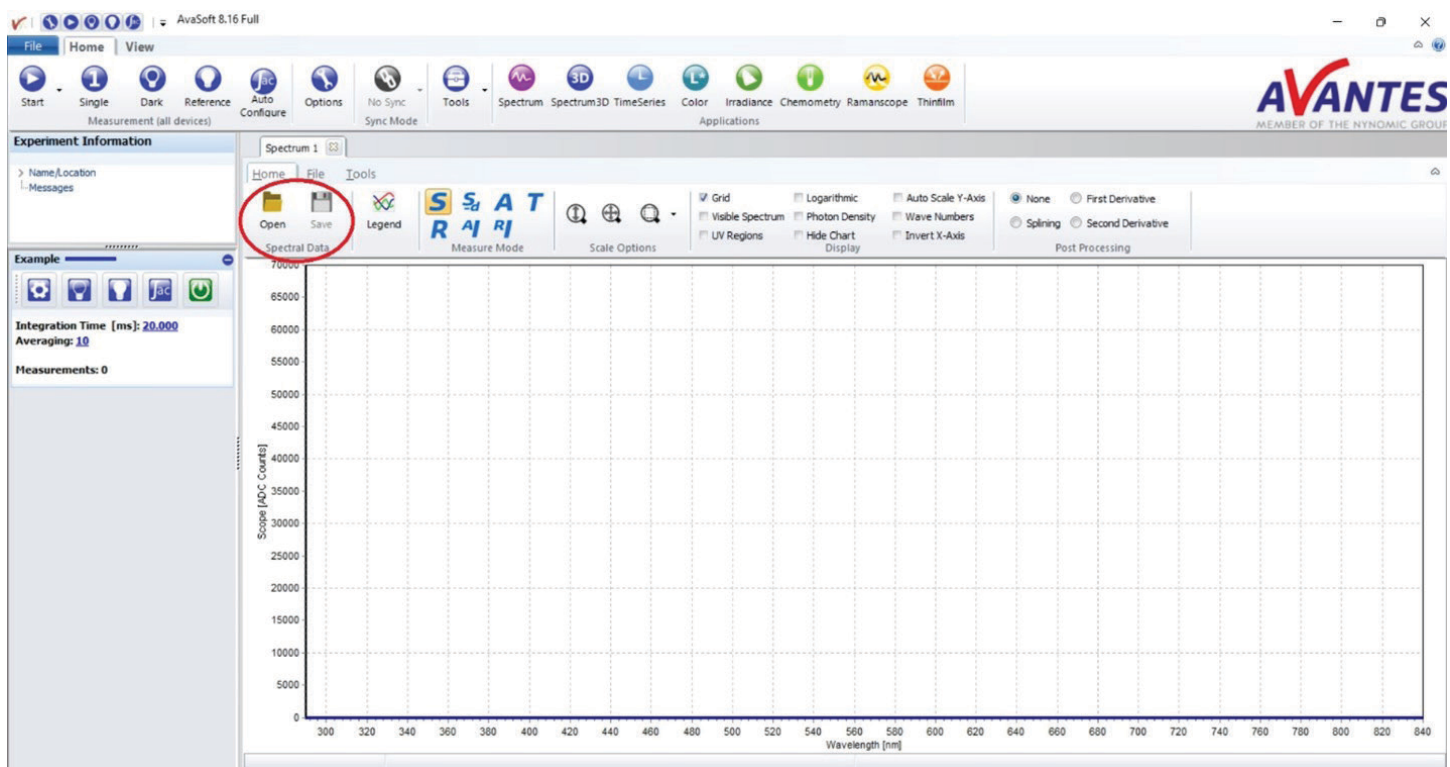 AvaSoft 8.16 Full
File Home View
Start Single Dark Reference Auto Configure Options No Sync Tools Spectrum Spectrum3D TimeSeries Color Irradiance Chemometry Ramanscope Thinfilm
Measurement (all devices) Sync Mode Applications
AVANTES
MEMBER OF THE NYNOMIC GROUP
Experiment Information
Name/Location
Messages
Example
Integration Time [ms]: 20.000
Averaging: 10
Measurements: 0
Spectrum 1
Home File Tools
Open Save Legend
S Sd A T
R AI RI
Grid Logarithmic Auto Scale Y-Axis None First Derivative
Visible Spectrum Photon Density Wave Numbers Splining Second Derivative
UV Regions Hide Chart Invert X-Axis
Spectral Data Measure Mode Scale Options Display Post Processing
70000
65000
60000
55000
50000
45000
40000
35000
30000
25000
20000
15000
10000
5000
0
Scope [ADC Counts]
300 320 340 360 380 400 420 440 460 480 500 520 540 560 580 600 620 640 660 680 700 720 740 760 780 800 820 840
Wavelength [nm]